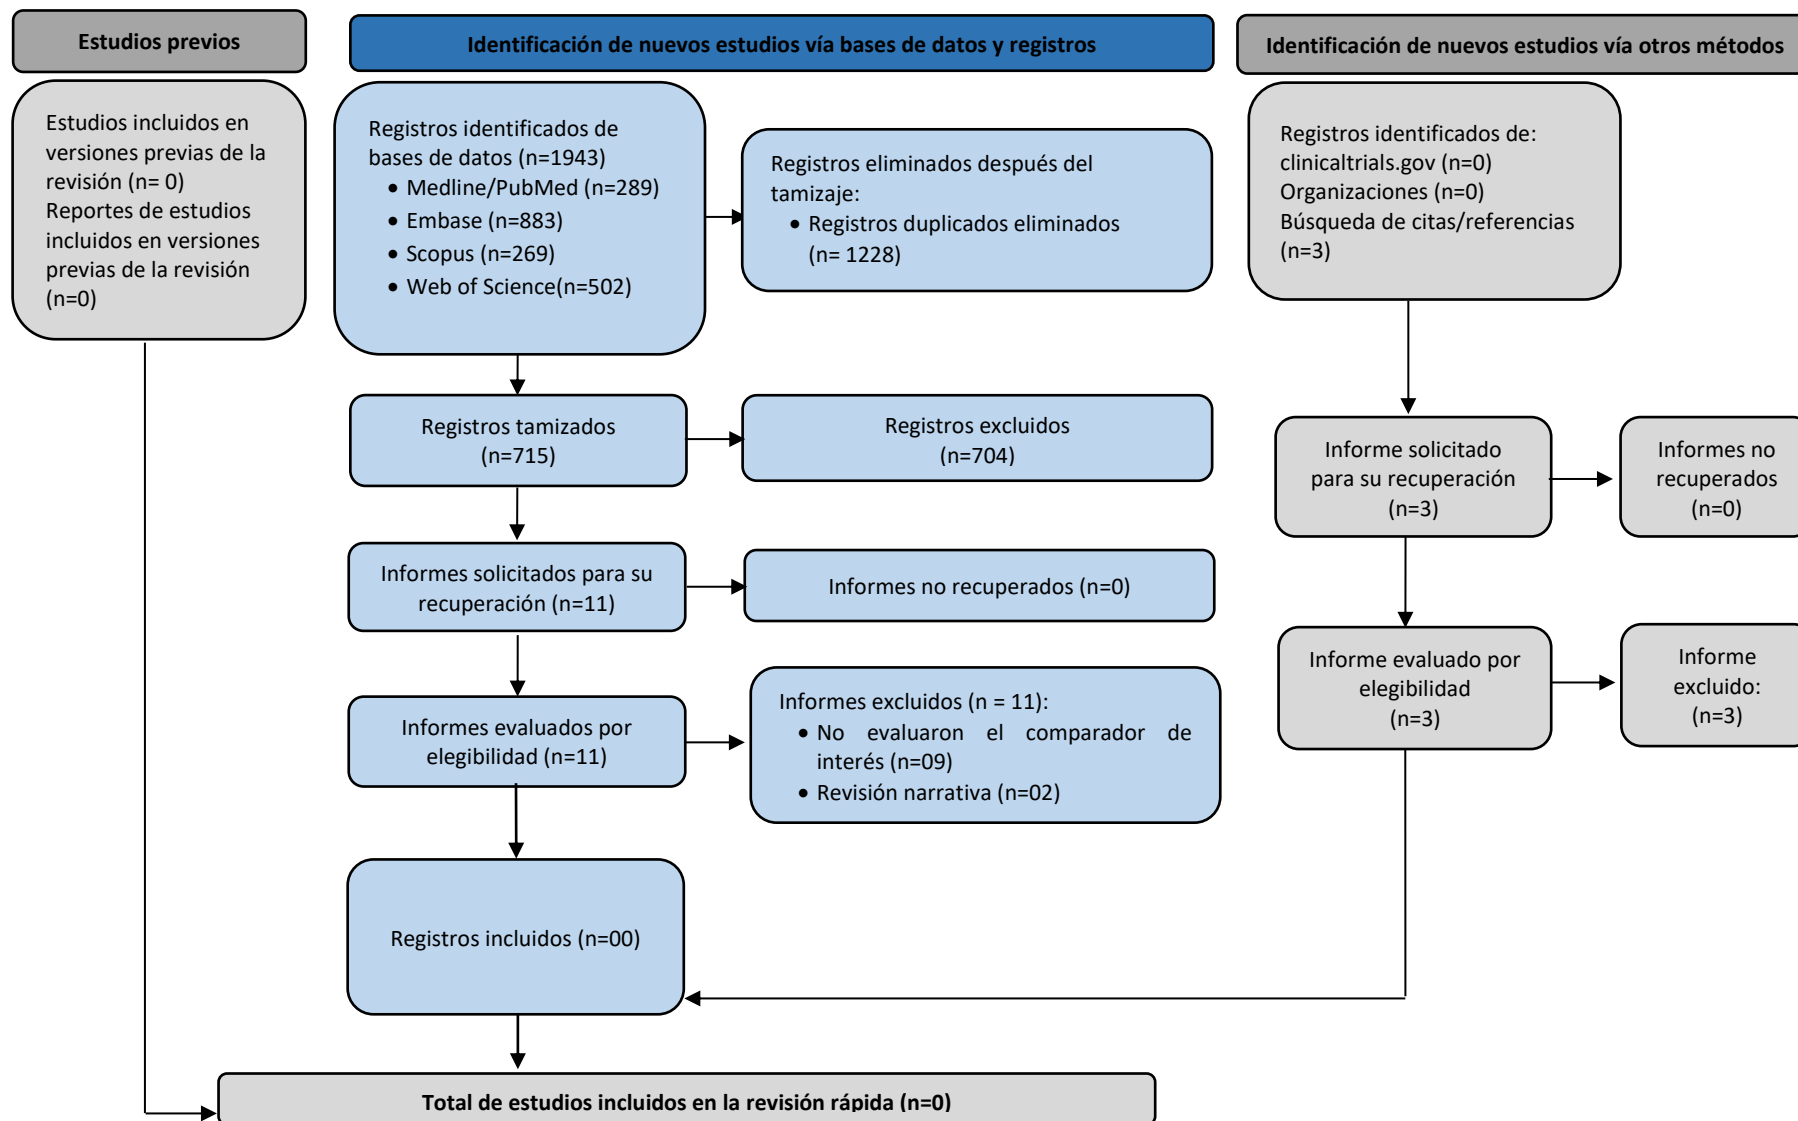 Estudios previos
Identificación de nuevos estudios vía bases de datos y registros
Identificación de nuevos estudios vía otros métodos
Estudios incluidos en
versiones previas de la
revisión (n= 0)
Reportes de estudios
incluidos en versiones
previas de la revisión
(n=0)
Registros identificados de
bases de datos (n=1943)
• Medline/PubMed (n=289)
• Embase (n=883)
• Scopus (n=269)
• Web of Science(n=502)
Registros eliminados después del
tamizaje:
• Registros duplicados eliminados
(n= 1228)
Registros identificados de:
clinicaltrials.gov (n=0)
Organizaciones (n=0)
Búsqueda de citas/referencias
(n=3)
Registros tamizados
(n=715)
Registros excluidos
(n=704)
Informe solicitado
para su recuperación
(n=3)
Informes no
recuperados
(n=0)
Informes solicitados para su
recuperación (n=11)
Informes no recuperados (n=0)
Informes evaluados por
elegibilidad (n=11)
Informes excluidos (n = 11):
• No evaluaron el comparador de
interés (n=09)
• Revisión narrativa (n=02)
Informe evaluado por
elegibilidad
(n=3)
Informe
excluido:
(n=3)
Registros incluidos (n=00)
Total de estudios incluidos en la revisión rápida (n=0)